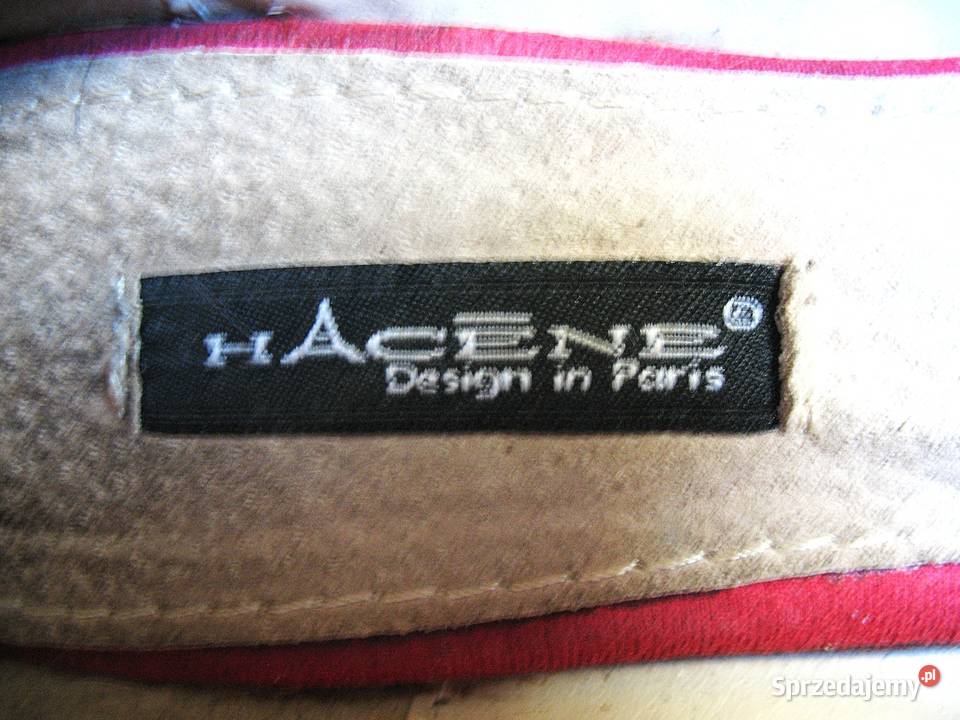 HACENE®
Design in Paris
Sprzedajemy.pl